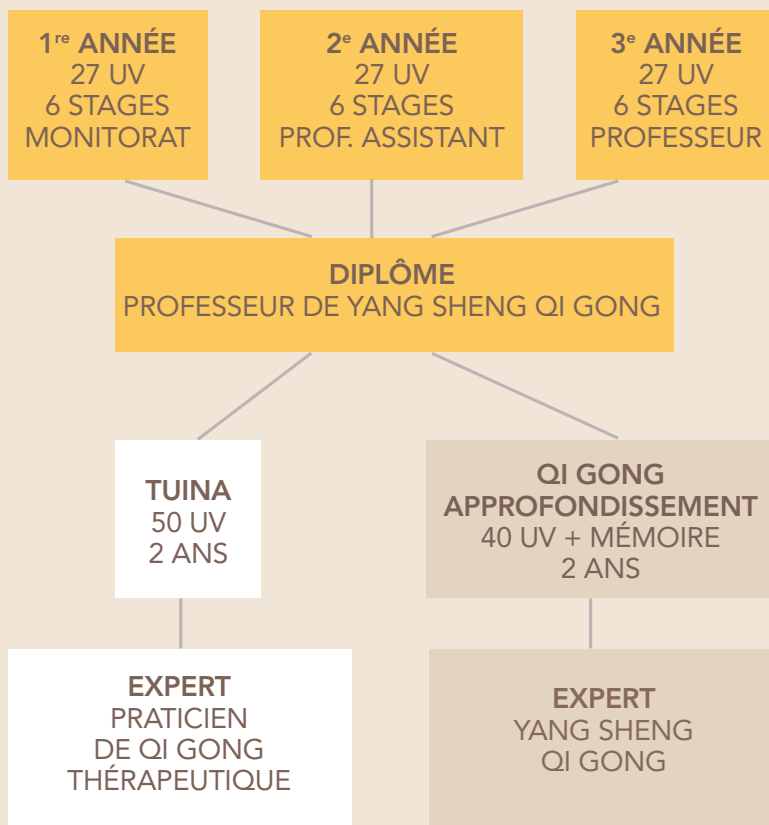 1re ANNÉE
27 UV
6 STAGES
MONITORAT
2e ANNÉE
27 UV
6 STAGES
PROF. ASSISTANT
3e ANNÉE
27 UV
6 STAGES
PROFESSEUR
DIPLÔME
PROFESSEUR DE YANG SHENG QI GONG
TUINA
50 UV
2 ANS
QI GONG
APPROFONDISSEMENT
40 UV + MÉMOIRE
2 ANS
EXPERT
PRATICIEN
DE QI GONG
THÉRAPEUTIQUE
EXPERT
YANG SHENG
QI GONG